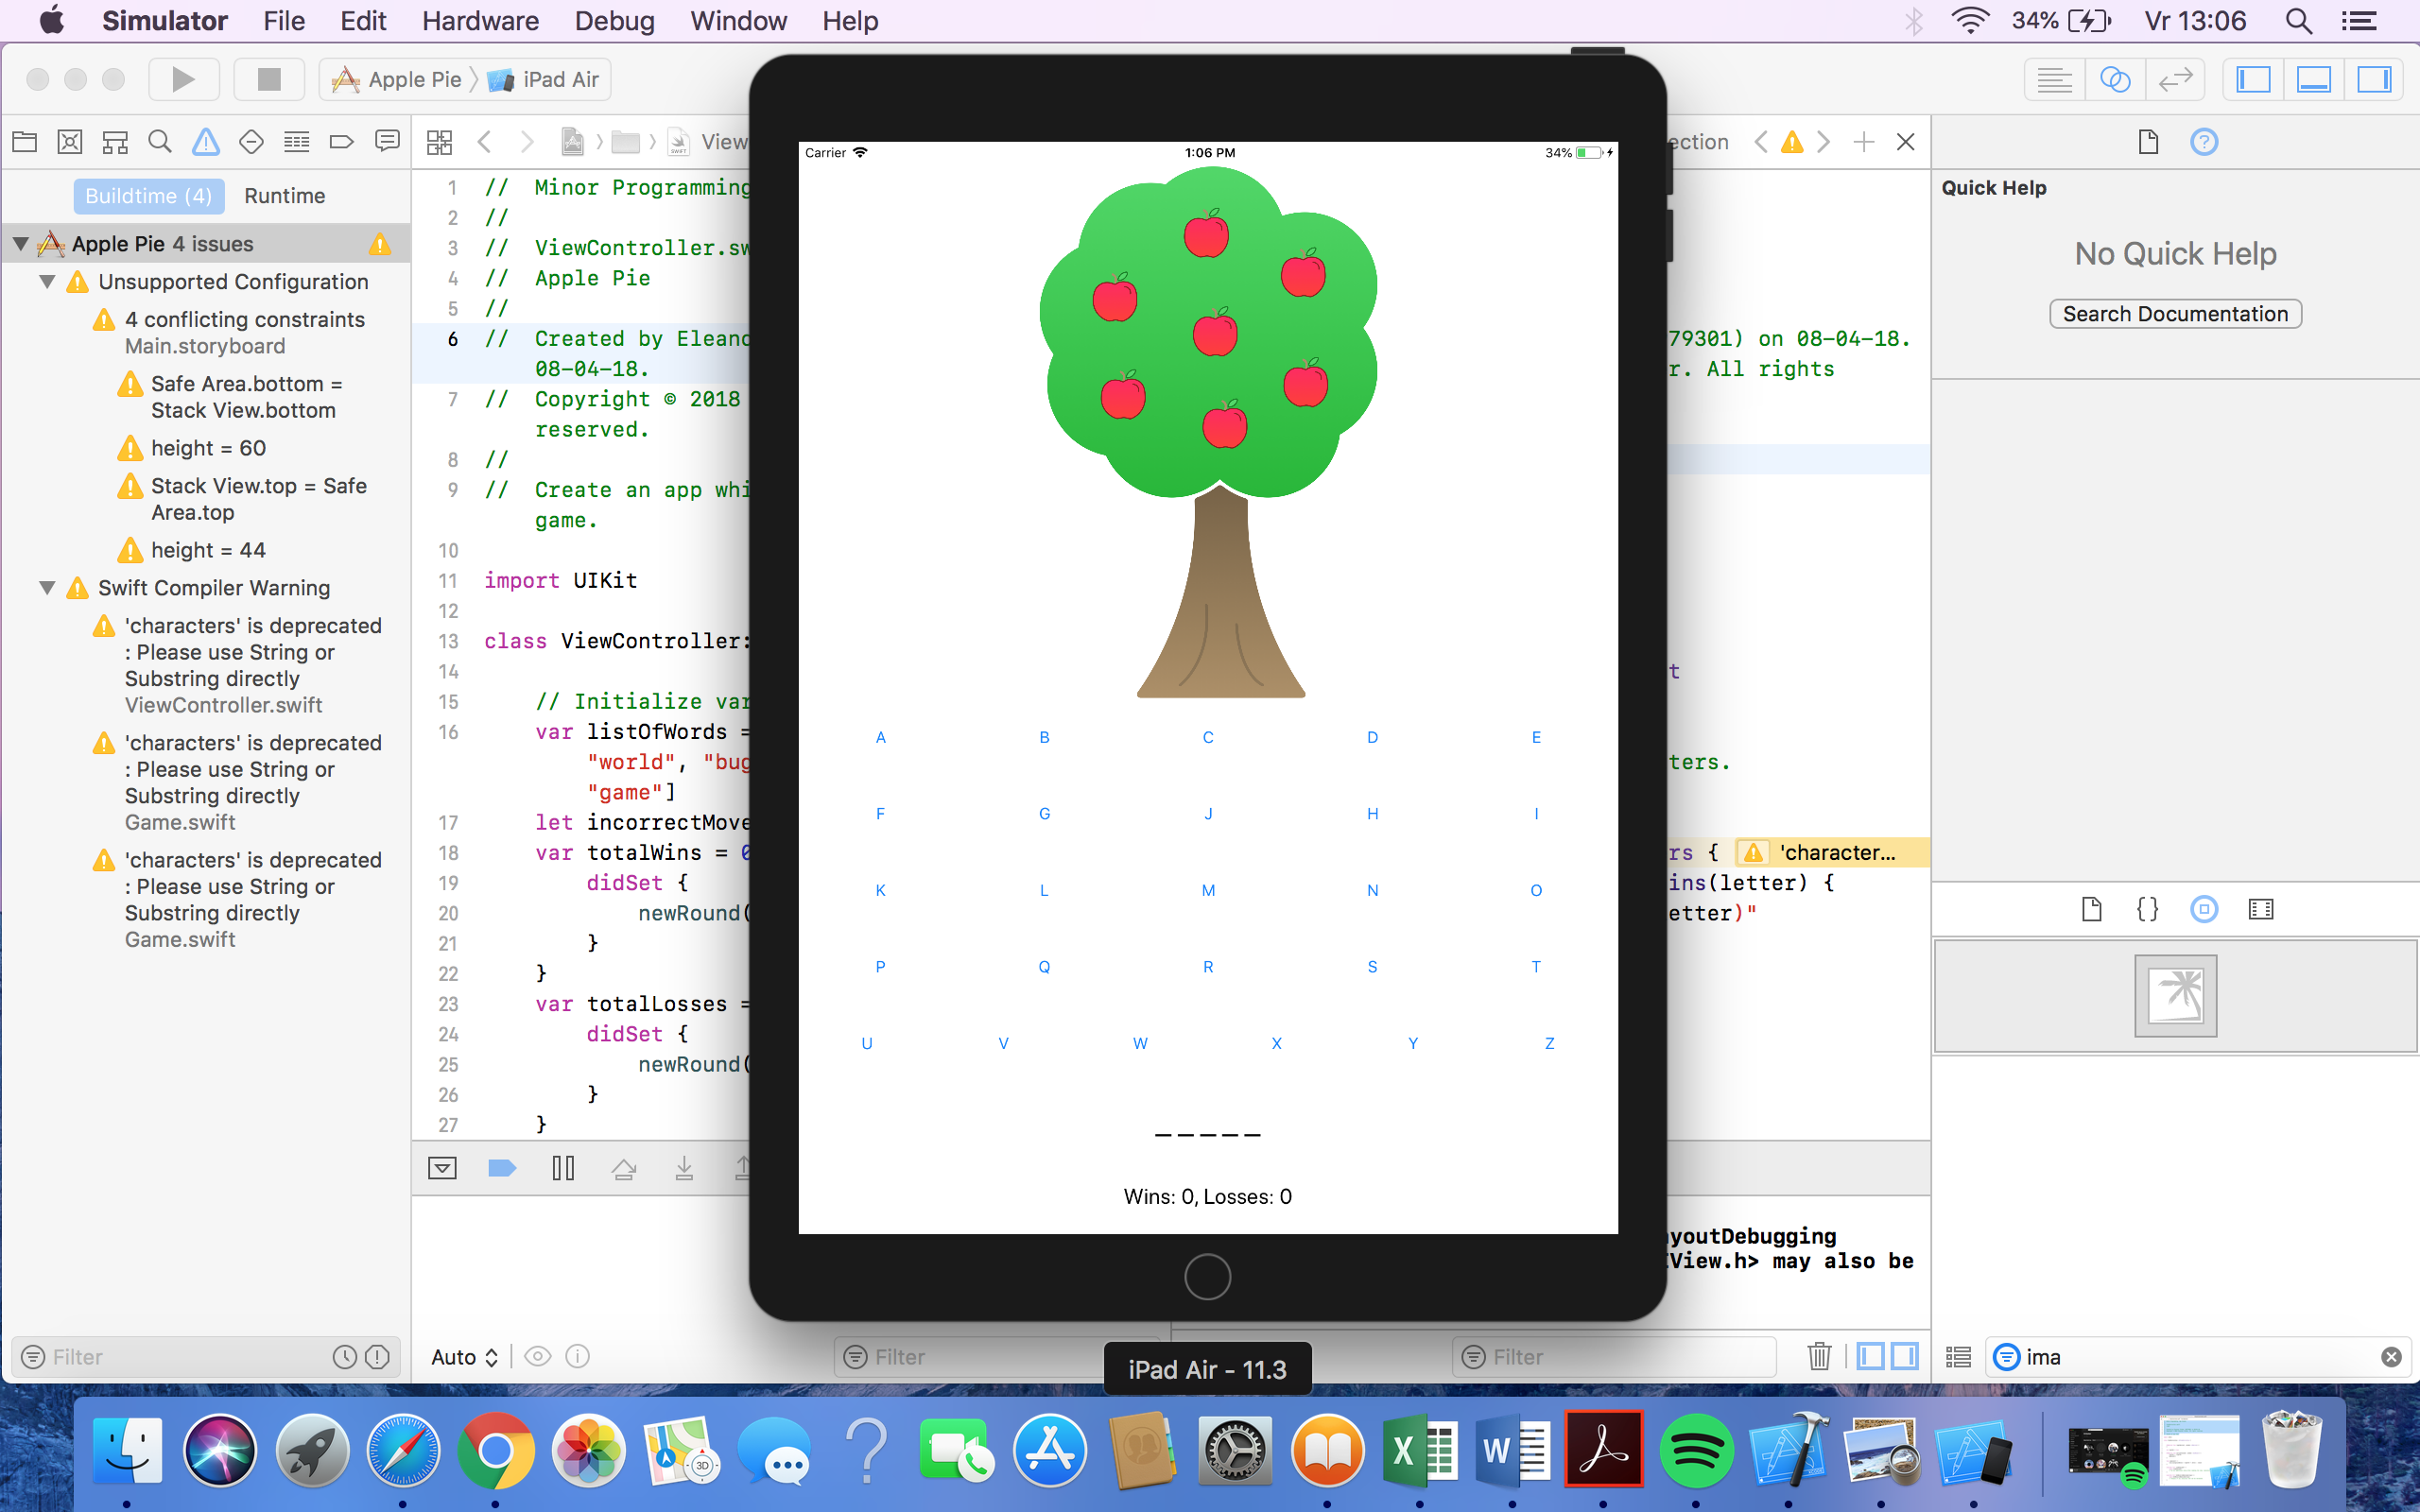 Simulator File Edit Hardware Debug Window Help 34% Vr 13:06
Apple Pie iPad Air
View
ection
Buildtime (4) Runtime
Apple Pie 4 issues
Unsupported Configuration
4 conflicting constraints
Main.storyboard
Safe Area.bottom =
Stack View.bottom
height = 60
Stack View.top = Safe
Area.top
height = 44
Swift Compiler Warning
'characters' is deprecated
: Please use String or
Substring directly
ViewController.swift
'characters' is deprecated
: Please use String or
Substring directly
Game.swift
'characters' is deprecated
: Please use String or
Substring directly
Game.swift
Filter
1 // Minor Programming
2 //
3 // ViewController.sw
4 // Apple Pie
5 //
6 // Created by Eleano
08-04-18.
7 // Copyright © 2018
reserved.
8 //
9 // Create an app whi
game.
10
11 import UIKit
12
13 class ViewController:
14
15 // Initialize var
16 var listOfWords =
"world", "bug
"game"]
17 let incorrectMove
18 var totalWins = 0
19 didSet {
20 newRound(
21 }
22 }
23 var totalLosses =
24 didSet {
25 newRound(
26 }
27 }
Auto
Filter
Carrier 1:06 PM 34%
A B C D E
F G J H I
K L M N O
P Q R S T
U V W X Y Z
_ _ _ _ _
Wins: 0, Losses: 0
iPad Air - 11.3
79301) on 08-04-18.
r. All rights
t
ters.
rs { 'character...
ins(letter) {
etter)"
youtDebugging
View.h> may also be
Filter
Quick Help
No Quick Help
Search Documentation
{}
ima
3D